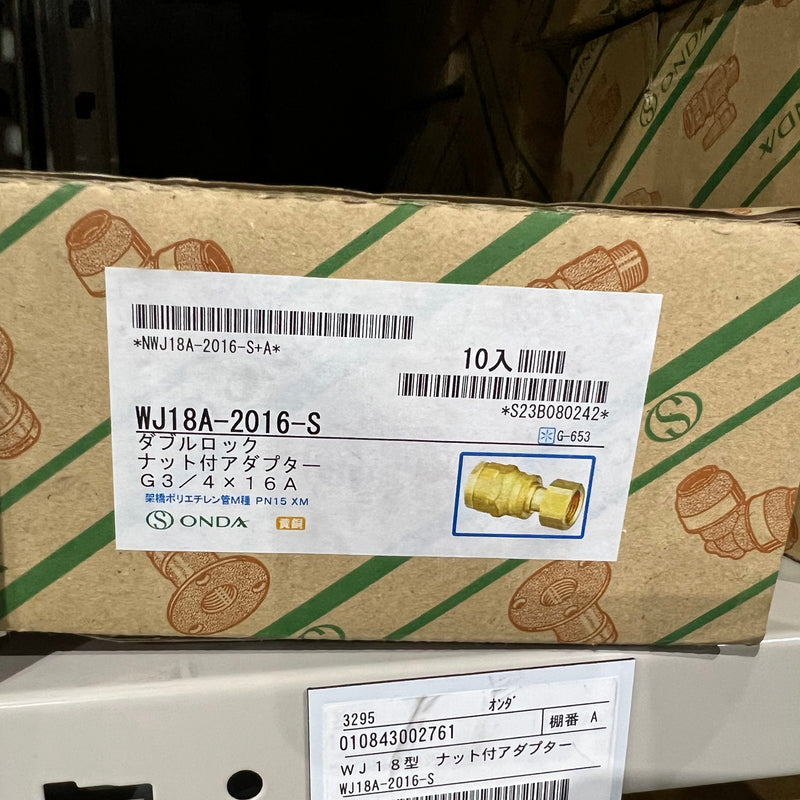 ONDA
ONDA
*NWJ18A-2016-S+A*
10入
*S23B080242*
WJ18A-2016-S
G-653
ダブルロック
ナット付アダプター
G3/4×16A
架橋ポリエチレン管M種 PN15 XM
S ONDA 黄銅
S
3295 オンダ
010843002761 棚番 A
WJ18型 ナット付アダプター
WJ18A-2016-S